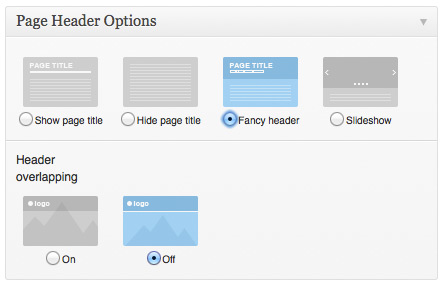 Page Header Options
PAGE TITLE
PAGE TITLE
Show page title
Hide page title
Fancy header
Slideshow
Header
overlapping
logo
logo
On
Off